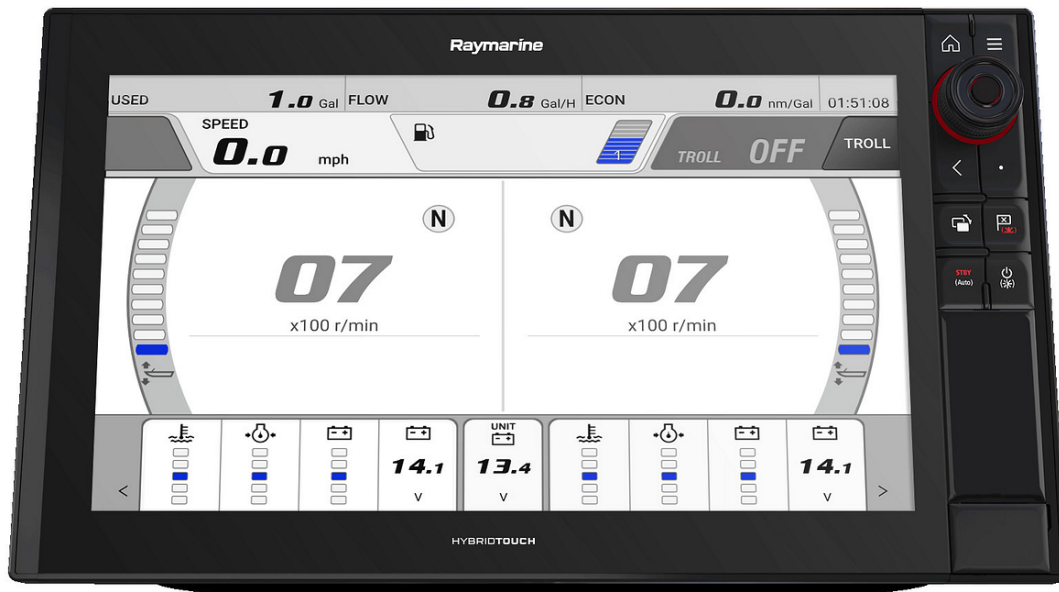 Raymarine
USED 1.0 Gal FLOW 0.8 Gal/H ECON 0.0 nm/Gal 01:51:08
SPEED 0.0 mph 1 TROLL OFF TROLL
N N
07 07
x100 r/min x100 r/min
UNIT
14.1 13.4 14.1
< V V V >
STBY
(Auto)
HYBRIDTOUCH